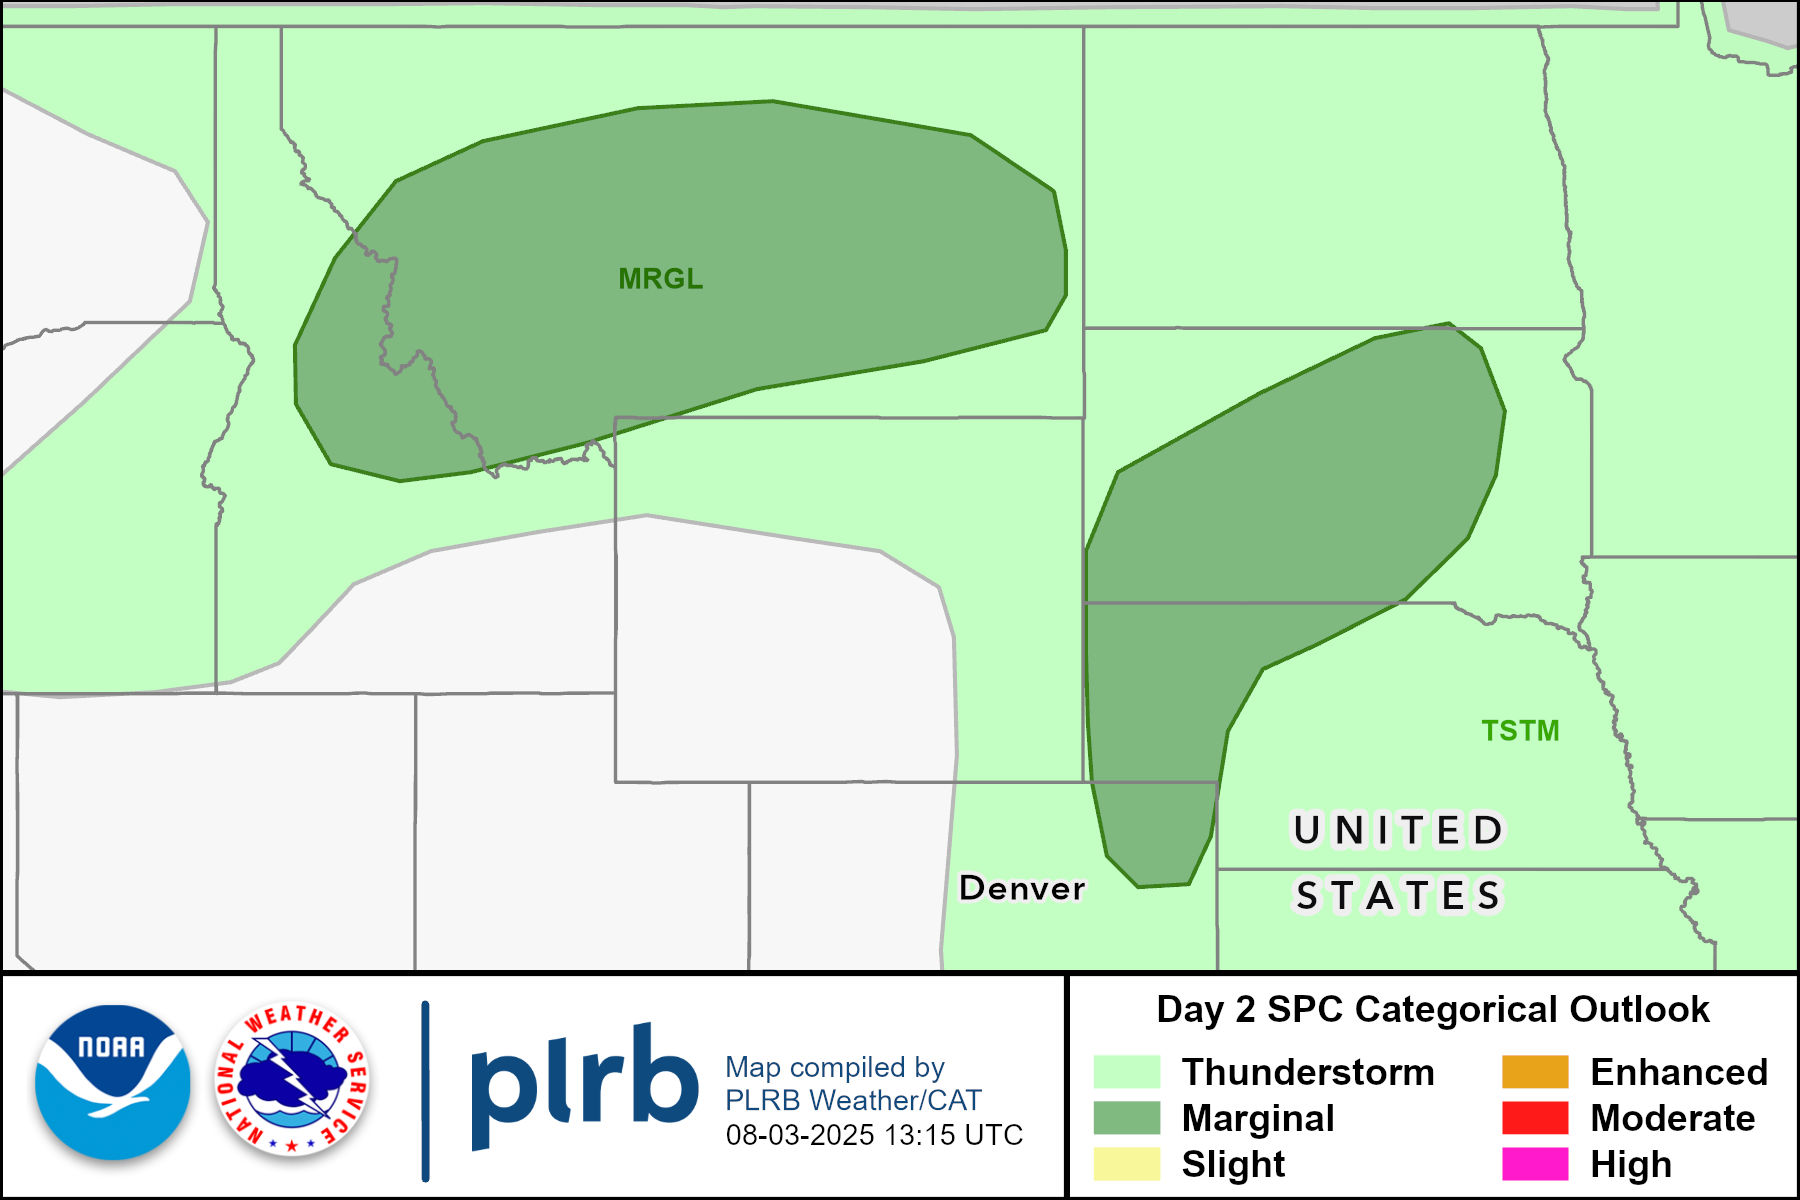 MRGL
TSTM
UNITED
STATES
Denver
NOAA
NATIONAL WEATHER SERVICE
plrb
Map compiled by
PLRB Weather/CAT
08-03-2025 13:15 UTC
Day 2 SPC Categorical Outlook
Thunderstorm
Marginal
Slight
Enhanced
Moderate
High